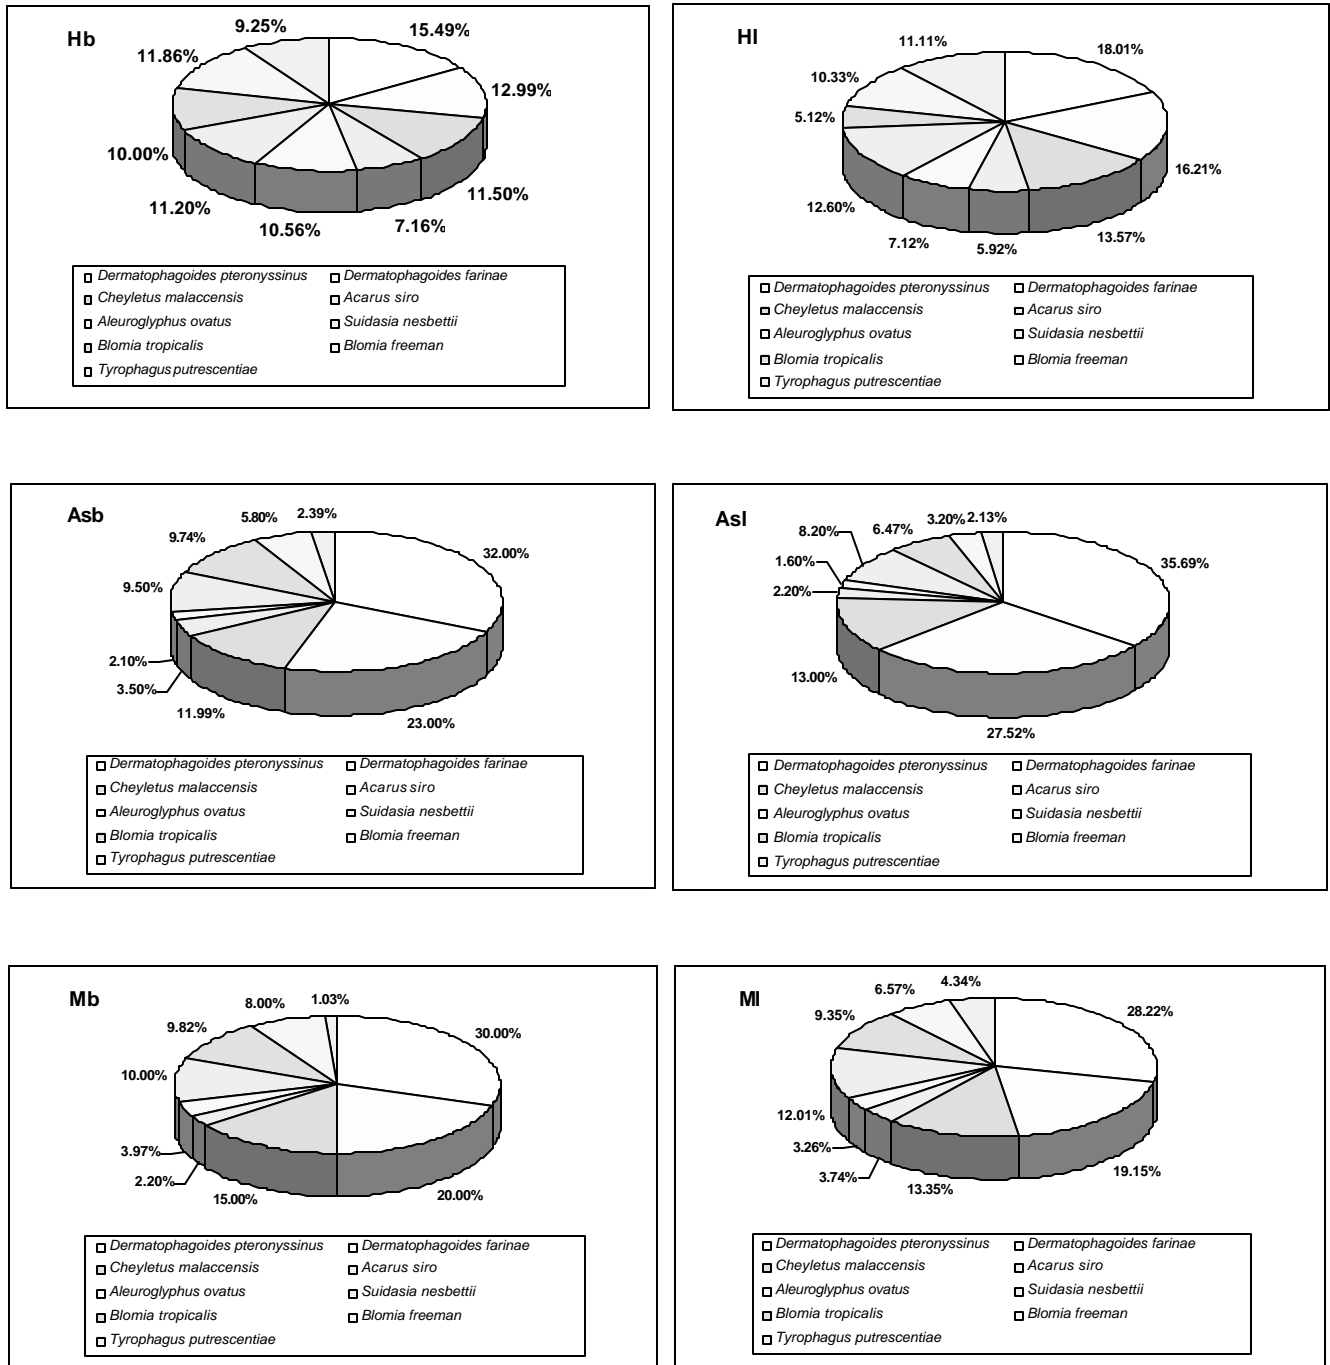 Hb
9.25%
15.49%
11.86%
12.99%
10.00%
11.50%
11.20%
7.16%
10.56%
Dermatophagoides pteronyssinus Dermatophagoides farinae
Cheyletus malaccensis Acarus siro
Aleuroglyphus ovatus Suidasia nesbettii
Blomia tropicalis Blomia freeman
Tyrophagus putrescentiae
Hl
11.11%
18.01%
10.33%
5.12%
16.21%
12.60%
13.57%
7.12%
5.92%
Dermatophagoides pteronyssinus Dermatophagoides farinae
Cheyletus malaccensis Acarus siro
Aleuroglyphus ovatus Suidasia nesbettii
Blomia tropicalis Blomia freeman
Tyrophagus putrescentiae
Asb
5.80% 2.39%
9.74%
32.00%
9.50%
2.10%
3.50%
11.99%
23.00%
Dermatophagoides pteronyssinus Dermatophagoides farinae
Cheyletus malaccensis Acarus siro
Aleuroglyphus ovatus Suidasia nesbettii
Blomia tropicalis Blomia freeman
Tyrophagus putrescentiae
Asl
3.20% 2.13%
8.20% 6.47%
1.60%
35.69%
2.20%
13.00%
27.52%
Dermatophagoides pteronyssinus Dermatophagoides farinae
Cheyletus malaccensis Acarus siro
Aleuroglyphus ovatus Suidasia nesbettii
Blomia tropicalis Blomia freeman
Tyrophagus putrescentiae
Mb
8.00% 1.03%
9.82%
30.00%
10.00%
3.97%
2.20%
15.00%
20.00%
Dermatophagoides pteronyssinus Dermatophagoides farinae
Cheyletus malaccensis Acarus siro
Aleuroglyphus ovatus Suidasia nesbettii
Blomia tropicalis Blomia freeman
Tyrophagus putrescentiae
Ml
4.34%
6.57%
9.35%
28.22%
12.01%
3.26%
3.74%
13.35%
19.15%
Dermatophagoides pteronyssinus Dermatophagoides farinae
Cheyletus malaccensis Acarus siro
Aleuroglyphus ovatus Suidasia nesbettii
Blomia tropicalis Blomia freeman
Tyrophagus putrescentiae